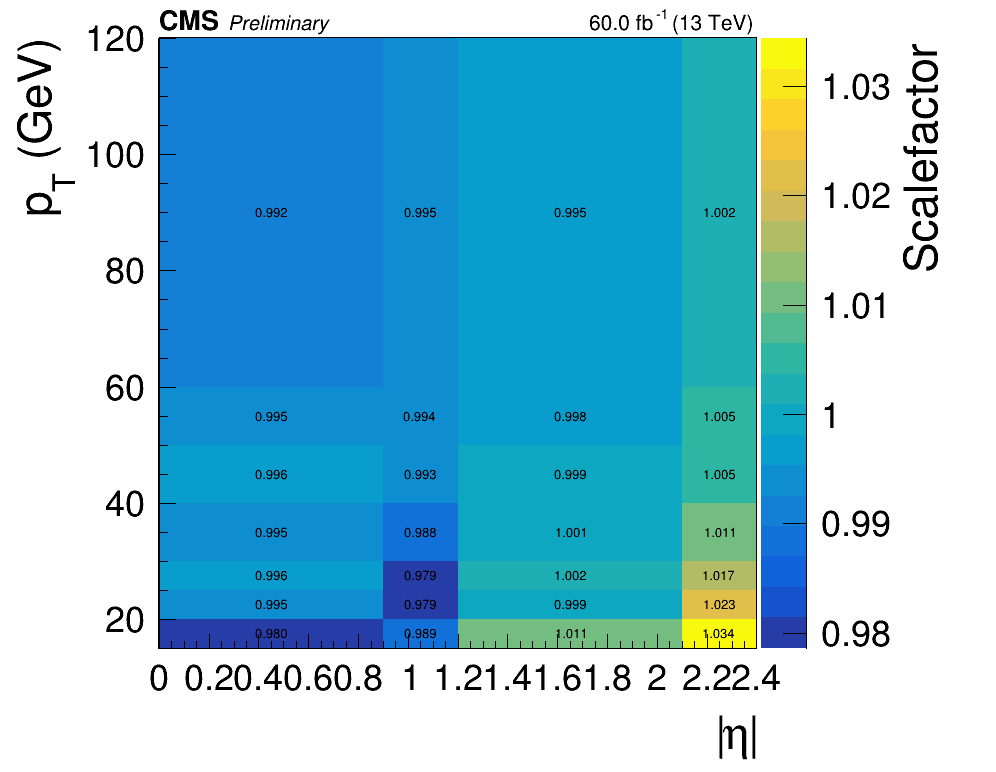 CMS Preliminary 60.0 fb⁻¹ (13 TeV)
p_T (GeV)
120
100
80
60
40
20
0.992 0.995 0.995 1.002
0.995 0.994 0.998 1.005
0.996 0.993 0.999 1.005
0.995 0.988 1.001 1.011
0.996 0.979 1.002 1.017
0.995 0.979 0.999 1.023
0.980 0.989 1.011 1.034
0 0.2 0.4 0.6 0.8 1 1.2 1.4 1.6 1.8 2 2.2 2.4
|η|
1.03
1.02
1.01
1
0.99
0.98
Scalefactor